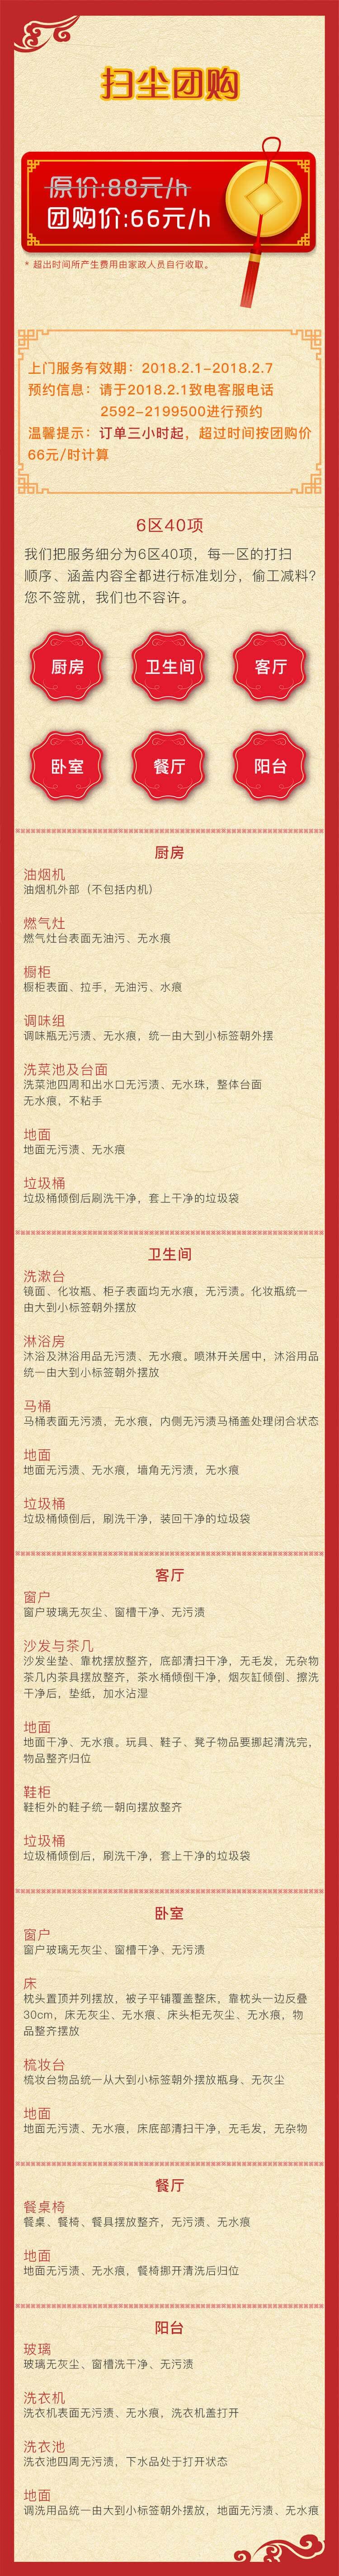 扫尘团购
原价:88元/h
团购价:66元/h
* 超出时间所产生费用由家政人员自行收取。
上门服务有效期：2018.2.1-2018.2.7
预约信息：请于2018.2.1致电客服电话
2592-2199500进行预约
温馨提示：订单三小时起，超过时间按团购价
66元/时计算
6区40项
我们把服务细分为6区40项，每一区的打扫
顺序、涵盖内容全都进行标准划分，偷工减料?
您不签就，我们也不容许。
厨房
卫生间
客厅
卧室
餐厅
阳台
厨房
油烟机
油烟机外部（不包括内机）
燃气灶
燃气灶台表面无油污、无水痕
橱柜
橱柜表面、拉手，无油污、水痕
调味组
调味瓶无污渍、无水痕，统一由大到小标签朝外摆
洗菜池及台面
洗菜池四周和出水口无污渍、无水珠，整体台面
无水痕，不粘手
地面
地面无污渍、无水痕
垃圾桶
垃圾桶倾倒后刷洗干净，套上干净的垃圾袋
卫生间
洗漱台
镜面、化妆瓶、柜子表面均无水痕，无污渍。化妆瓶统一
由大到小标签朝外摆放
淋浴房
沐浴及淋浴用品无污渍、无水痕。喷淋开关居中，沐浴用品
统一由大到小标签朝外摆放
马桶
马桶表面无污渍，无水痕，内侧无污渍马桶盖处理闭合状态
地面
地面无污渍、无水痕，墙角无污渍，无水痕
垃圾桶
垃圾桶倾倒后，刷洗干净，装回干净的垃圾袋
客厅
窗户
窗户玻璃无灰尘、窗槽干净、无污渍
沙发与茶几
沙发坐垫、靠枕摆放整齐，底部清扫干净，无毛发，无杂物
茶几内茶具摆放整齐，茶水桶倾倒干净，烟灰缸倾倒、擦洗
干净后，垫纸，加水沾湿
地面
地面干净、无水痕。玩具、鞋子、凳子物品要挪起清洗完，
物品整齐归位
鞋柜
鞋柜外的鞋子统一朝向摆放整齐
垃圾桶
垃圾桶倾倒后，刷洗干净，套上干净的垃圾袋
卧室
窗户
窗户玻璃无灰尘、窗槽干净、无污渍
床
枕头置顶并列摆放，被子平铺覆盖整床，靠枕头一边反叠
30cm，床无灰尘、无水痕、床头柜无灰尘、无水痕，物
品整齐摆放
梳妆台
梳妆台物品统一从大到小标签朝外摆放瓶身、无灰尘
地面
地面无污渍、无水痕，床底部清扫干净，无毛发，无杂物
餐厅
餐桌椅
餐桌、餐椅、餐具摆放整齐，无污渍、无水痕
地面
地面无污渍、无水痕，餐椅挪开清洗后归位
阳台
玻璃
玻璃无灰尘、窗槽洗干净、无污渍
洗衣机
洗衣机表面无污渍、无水痕，洗衣机盖打开
洗衣池
洗衣池四周无污渍，下水品处于打开状态
地面
调洗用品统一由大到小标签朝外摆放，地面无污渍、无水痕